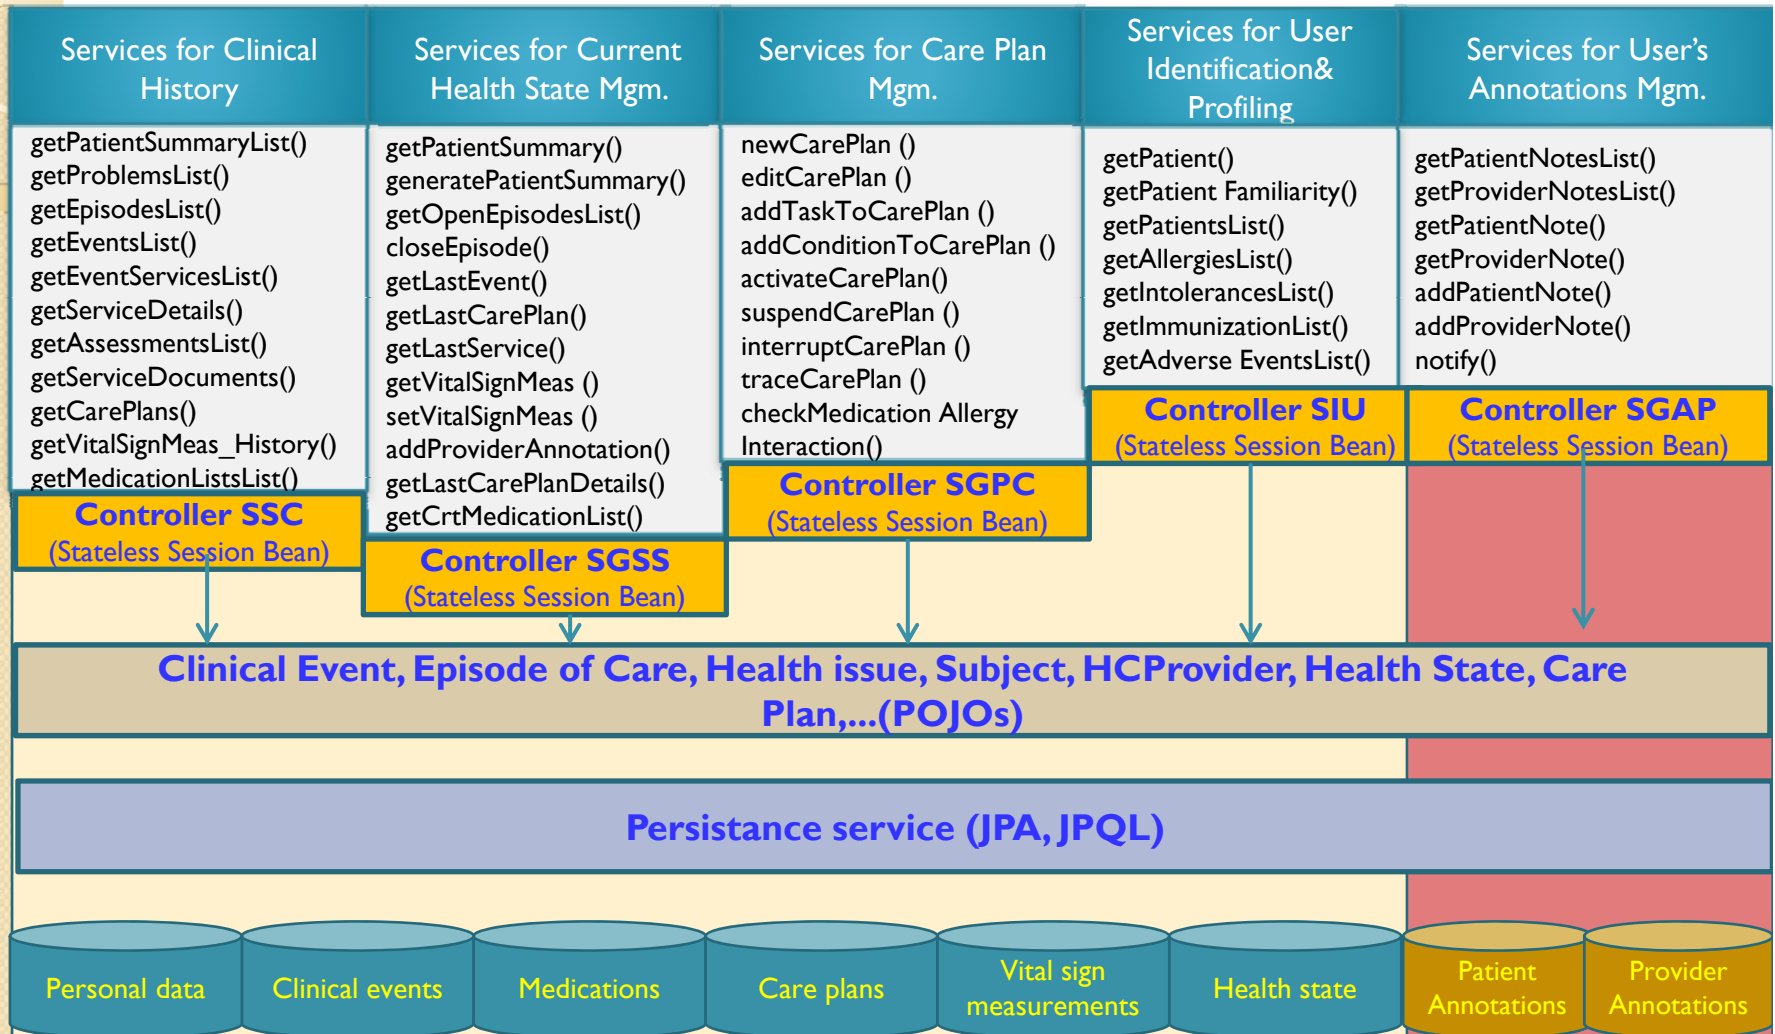 Services for Clinical
History
getPatientSummaryList()
getProblemsList()
getEpisodesList()
getEventsList()
getEventServicesList()
getServiceDetails()
getAssessmentsList()
getServiceDocuments()
getCarePlans()
getVitalSignMeas_History()
getMedicationListsList()
Controller SSC
(Stateless Session Bean)
Services for Current
Health State Mgm.
getPatientSummary()
generatePatientSummary()
getOpenEpisodesList()
closeEpisode()
getLastEvent()
getLastCarePlan()
getLastService()
getVitalSignMeas ()
setVitalSignMeas ()
addProviderAnnotation()
getLastCarePlanDetails()
getCrtMedicationList()
Controller SGSS
(Stateless Session Bean)
Services for Care Plan
Mgm.
newCarePlan ()
editCarePlan ()
addTaskToCarePlan ()
addConditionToCarePlan ()
activateCarePlan()
suspendCarePlan ()
interruptCarePlan ()
traceCarePlan ()
checkMedication Allergy
Interaction()
Controller SGPC
(Stateless Session Bean)
Services for User
Identification&
Profiling
getPatient()
getPatient Familiarity()
getPatientsList()
getAllergiesList()
getIntolerancesList()
getImmunizationList()
getAdverse EventsList()
Controller SIU
(Stateless Session Bean)
Services for User's
Annotations Mgm.
getPatientNotesList()
getProviderNotesList()
getPatientNote()
getProviderNote()
addPatientNote()
addProviderNote()
notify()
Controller SGAP
(Stateless Session Bean)
Clinical Event, Episode of Care, Health issue, Subject, HCProvider, Health State, Care
Plan,...(POJOs)
Persistance service (JPA, JPQL)
Personal data
Clinical events
Medications
Care plans
Vital sign
measurements
Health state
Patient
Annotations
Provider
Annotations